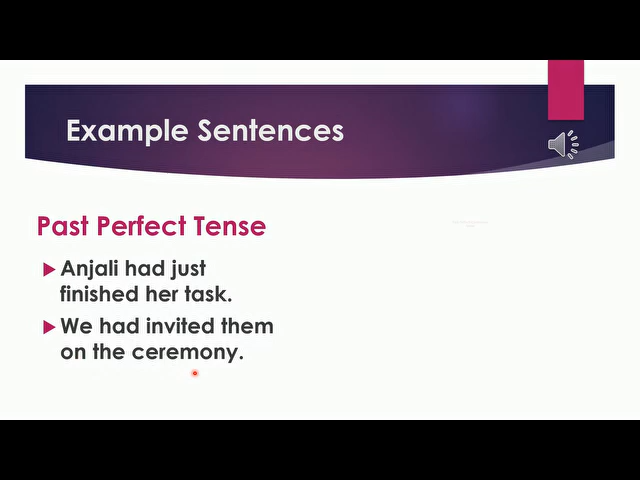 Example Sentences
Past Perfect Tense
Anjali had just
finished her task.
We had invited them
on the ceremony.